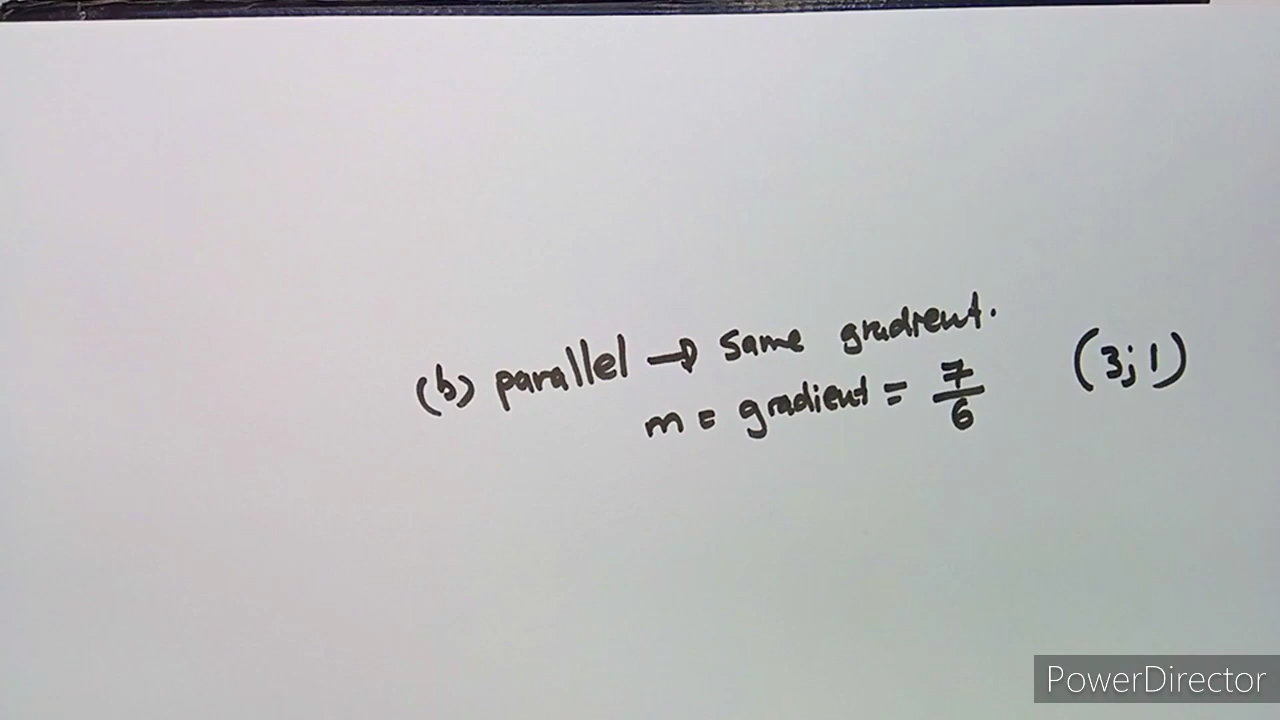 (b) parallel → same gradient.
m = gradient = 7/6 (3;1)
PowerDirector